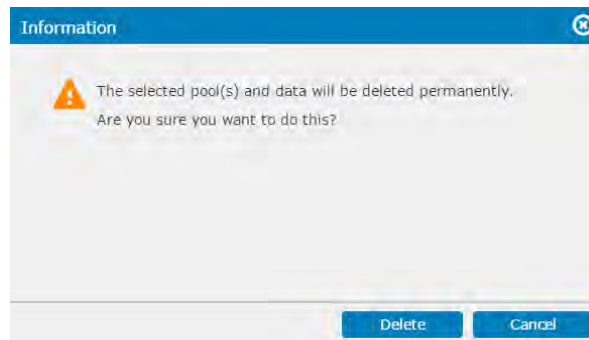 Information
The selected pool(s) and data will be deleted permanently.
Are you sure you want to do this?
Delete
Cancel